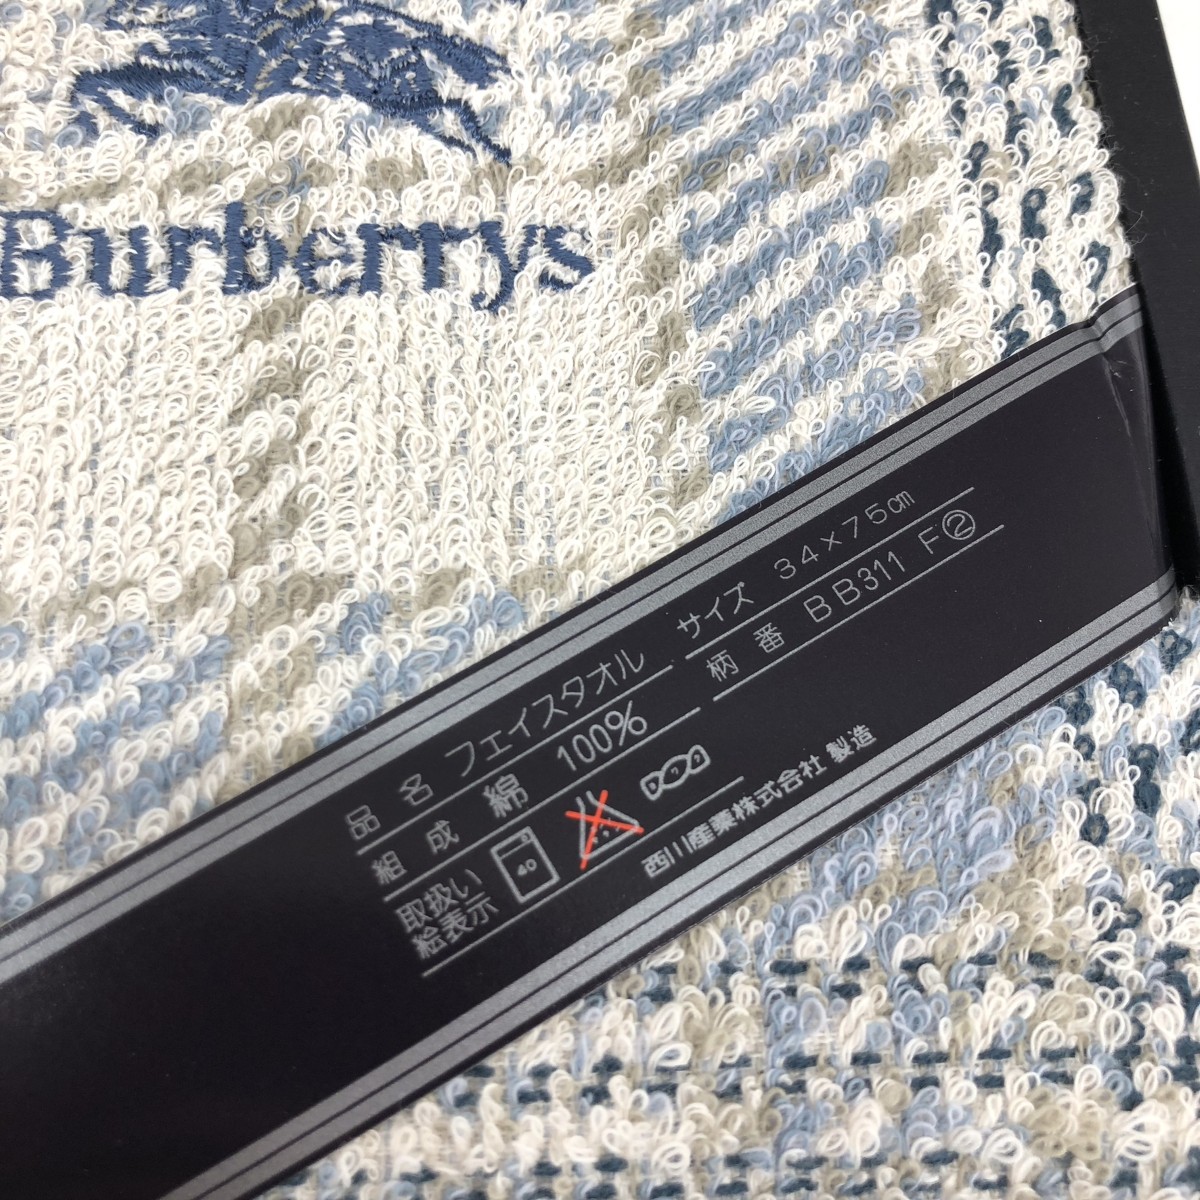 Burberrys
品名 フェイスタオル サイズ 34×75㎝
組成 綿 100% 柄番 BB311 F②
取扱い
絵表示
40
西川産業株式会社 製造